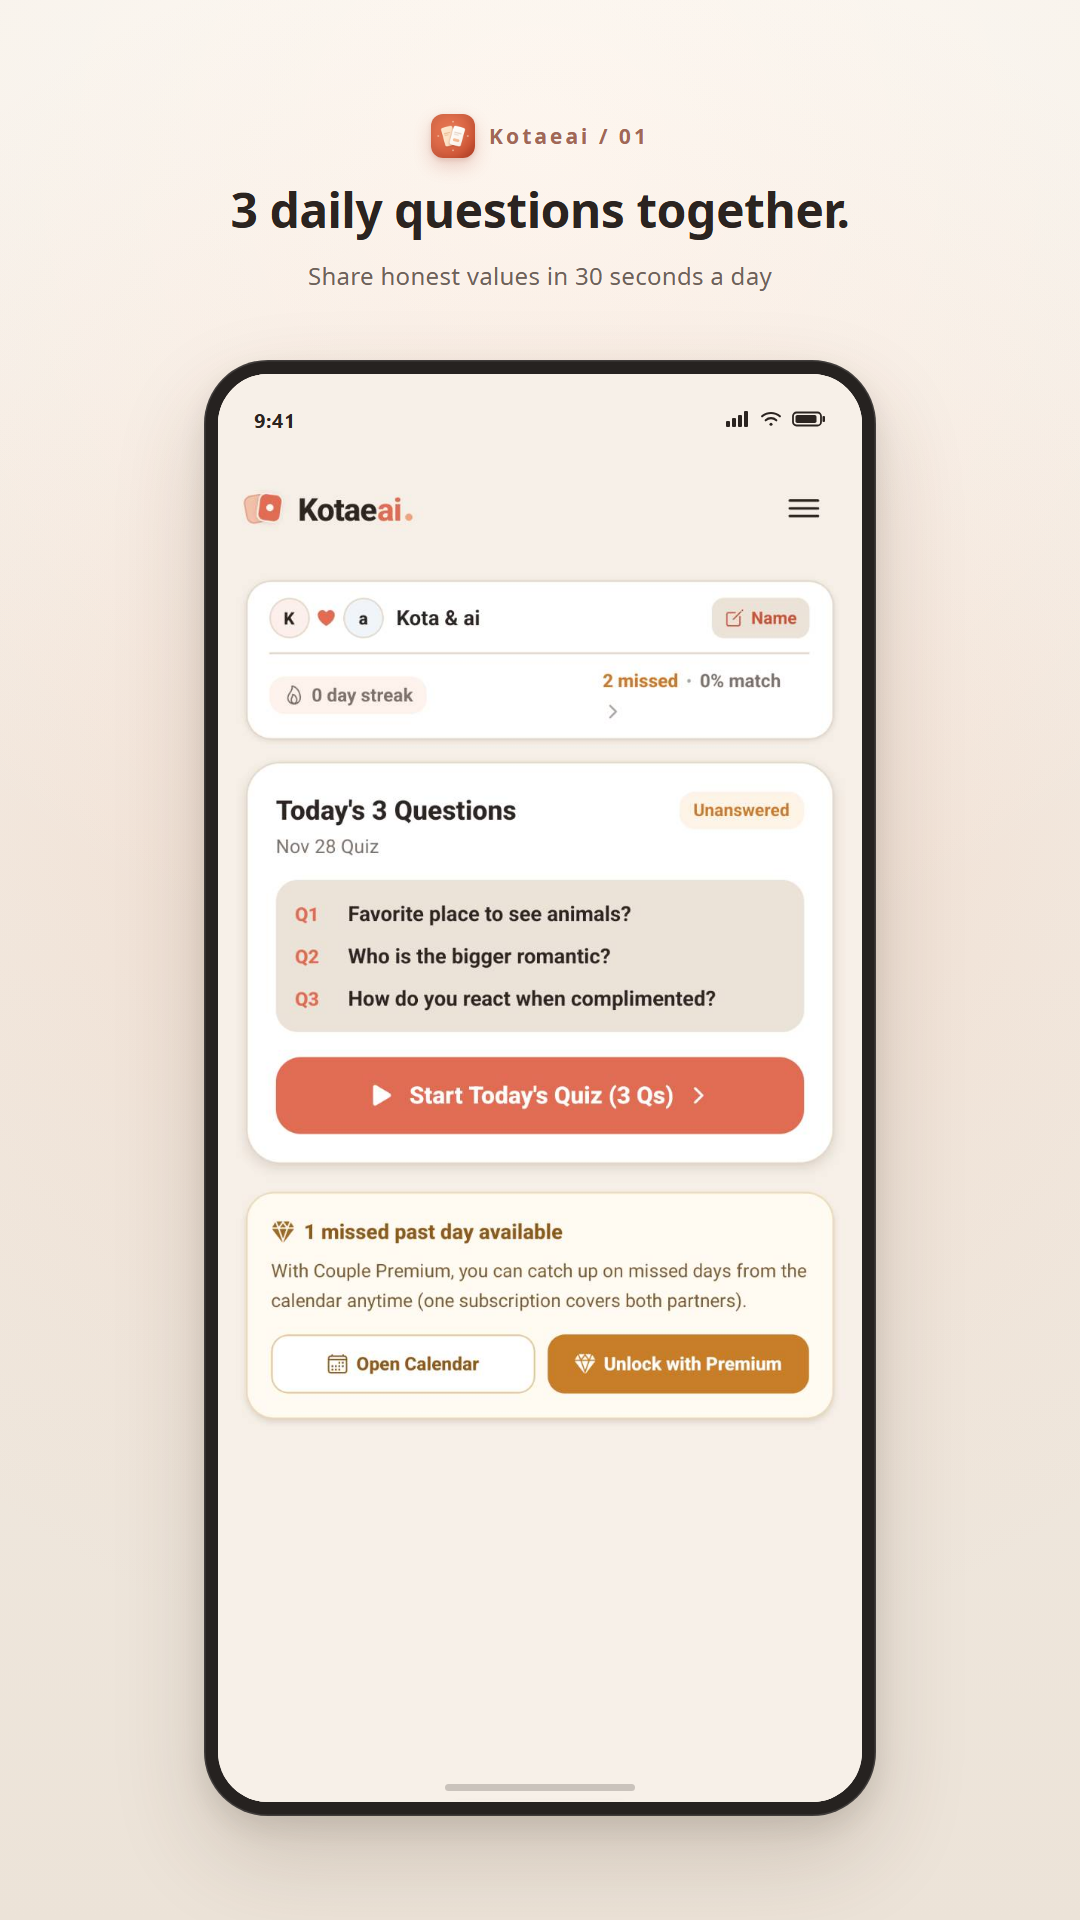 Kotaeai / 01
3 daily questions together.
Share honest values in 30 seconds a day
9:41
Kotaeai.
K a Kota & ai Name
0 day streak 2 missed · 0% match
Today's 3 Questions Unanswered
Nov 28 Quiz
Q1 Favorite place to see animals?
Q2 Who is the bigger romantic?
Q3 How do you react when complimented?
Start Today's Quiz (3 Qs)
1 missed past day available
With Couple Premium, you can catch up on missed days from the
calendar anytime (one subscription covers both partners).
Open Calendar Unlock with Premium